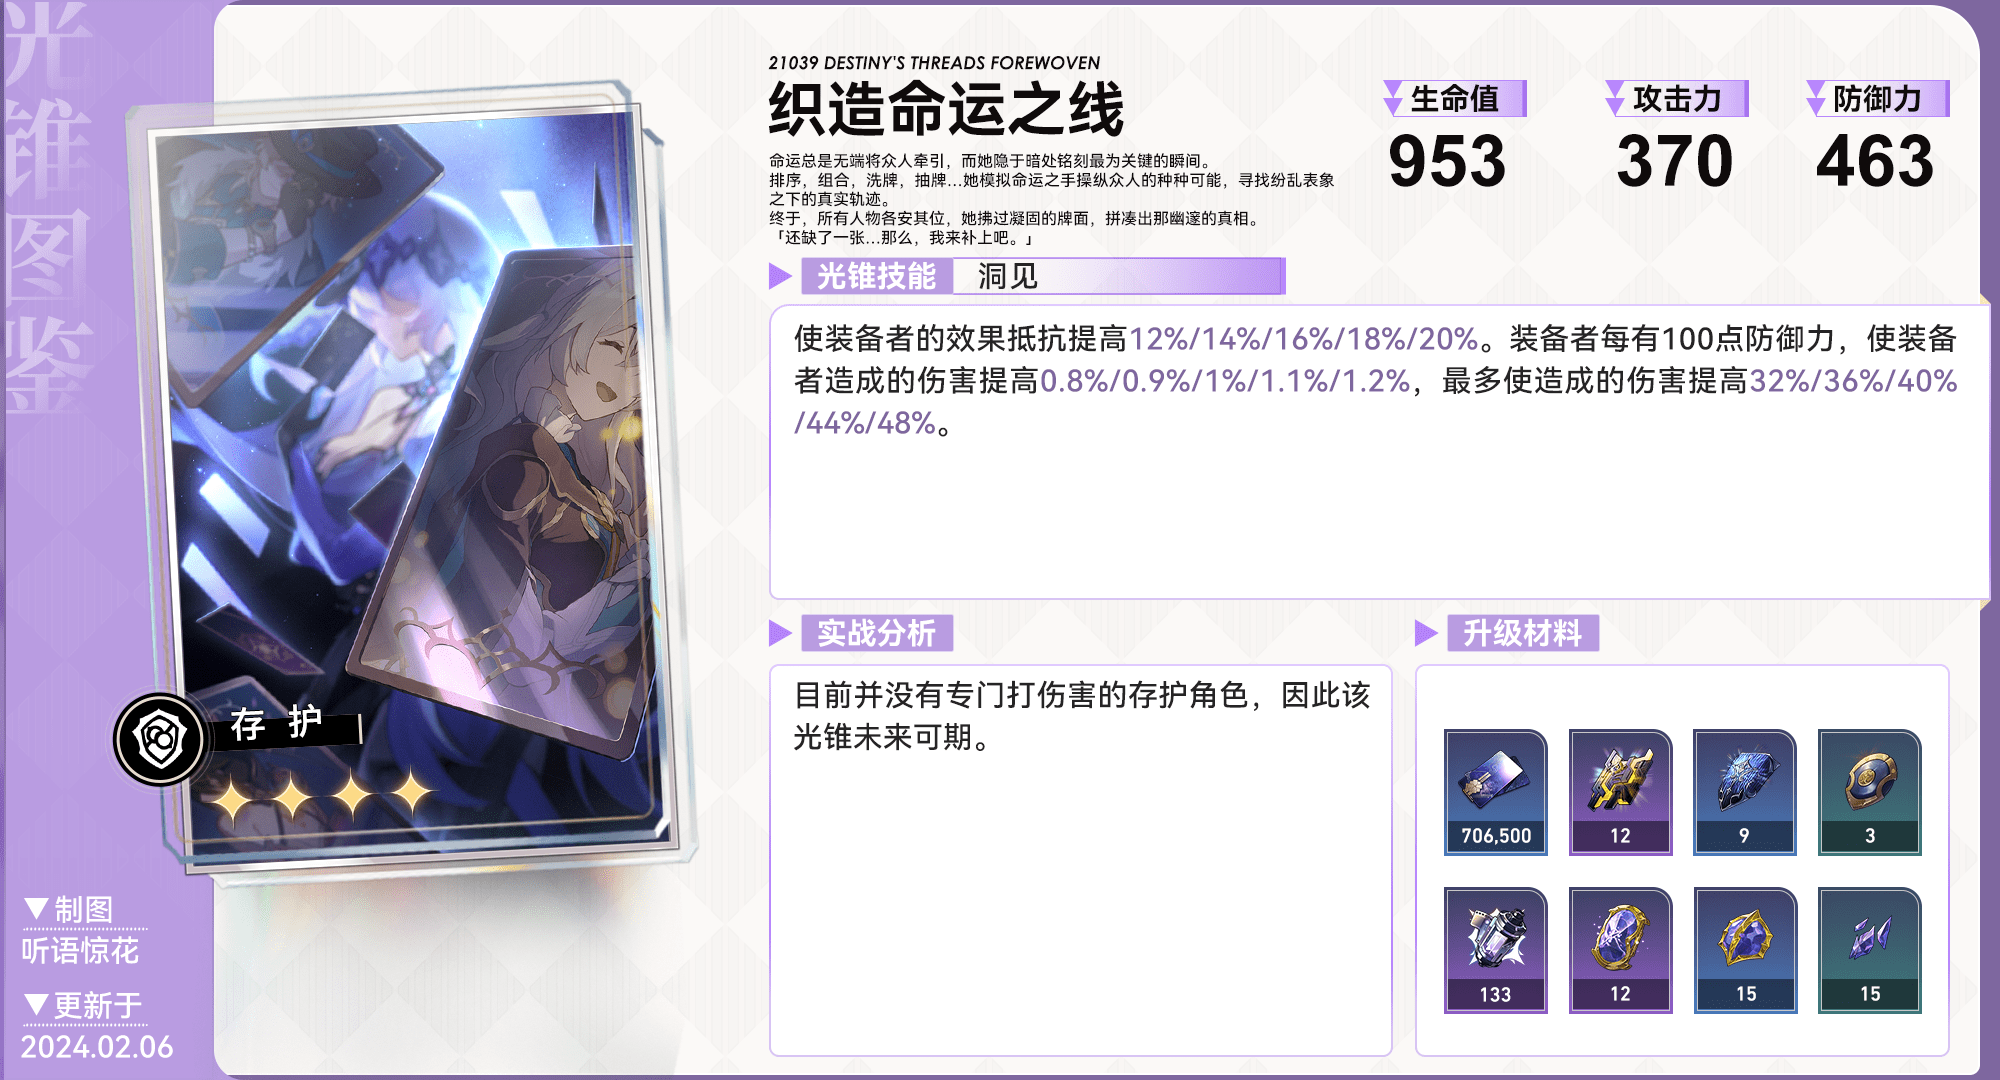 光锥图鉴
21039 DESTINY'S THREADS FOREWOVEN
织造命运之线
命运总是无端将众人牵引，而她隐于暗处铭刻最为关键的瞬间。
排序，组合，洗牌，抽牌...她模拟命运之手操纵众人的种种可能，寻找纷乱表象
之下的真实轨迹。
终于，所有人物各安其位，她拂过凝固的牌面，拼凑出那幽邃的真相。
「还缺了一张...那么，我来补上吧。」
生命值
953
攻击力
370
防御力
463
光锥技能 洞见
使装备者的效果抵抗提高12%/14%/16%/18%/20%。装备者每有100点防御力，使装备
者造成的伤害提高0.8%/0.9%/1%/1.1%/1.2%，最多使造成的伤害提高32%/36%/40%
/44%/48%。
存护
实战分析
目前并没有专门打伤害的存护角色，因此该
光锥未来可期。
升级材料
706,500 12 9 3
133 12 15 15
▼制图
听语惊花
▼更新于
2024.02.06